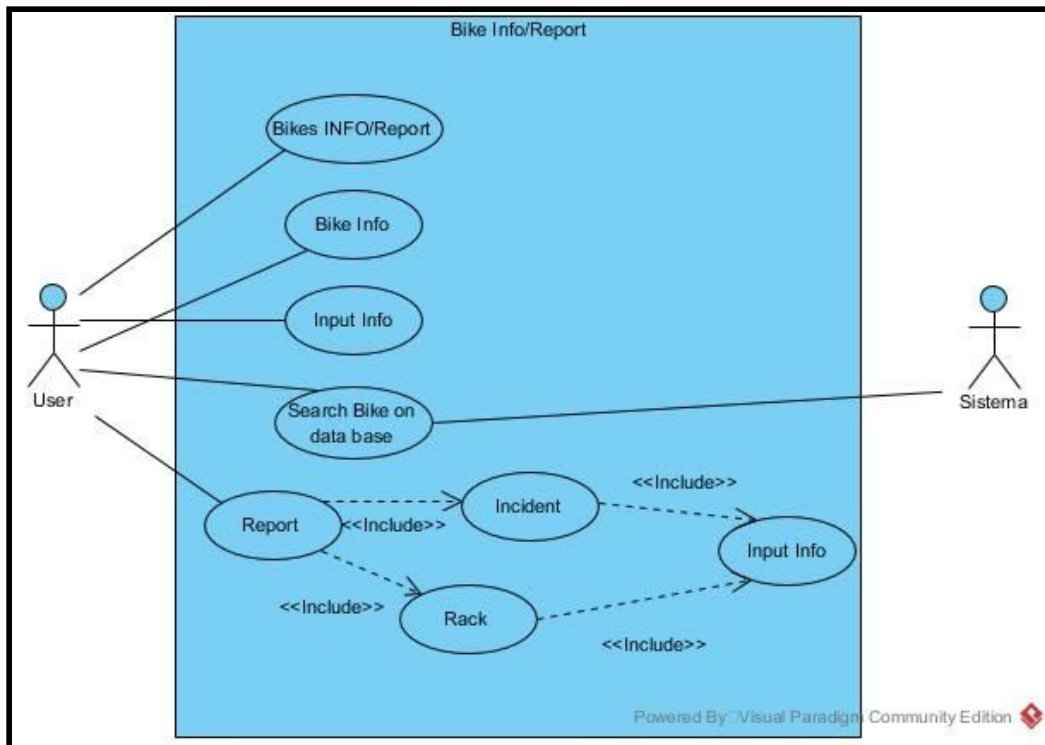 Bike Info/Report
Bikes INFO/Report
Bike Info
Input Info
User
Search Bike on
data base
Sistema
Report
<<Include>>
Incident
<<Include>>
Input Info
<<Include>>
Rack
<<Include>>
Powered By Visual Paradigm Community Edition